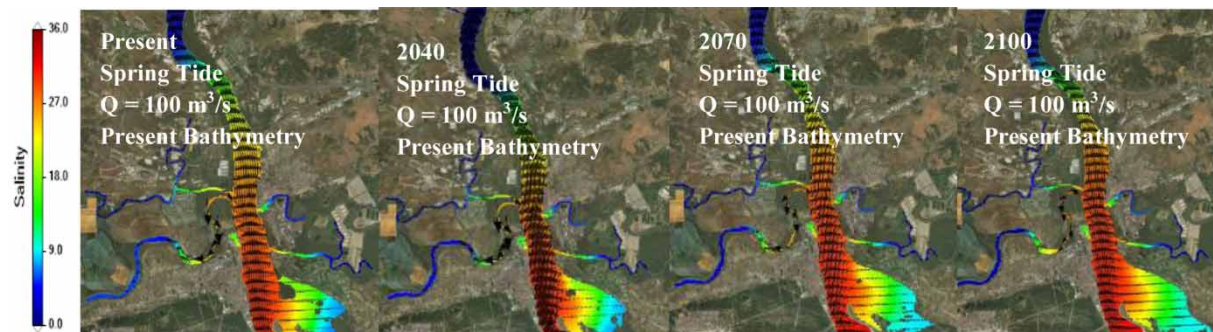 36.0
27.0
18.0
9.0
0.0
Salinity
Present
Spring Tide
Q = 100 m³/s
Present Bathymetry
2040
Spring Tide
Q = 100 m³/s
Present Bathymetry
2070
Spring Tide
Q = 100 m³/s
Present Bathymetry
2100
Spring Tide
Q = 100 m³/s
Present Bathymetry